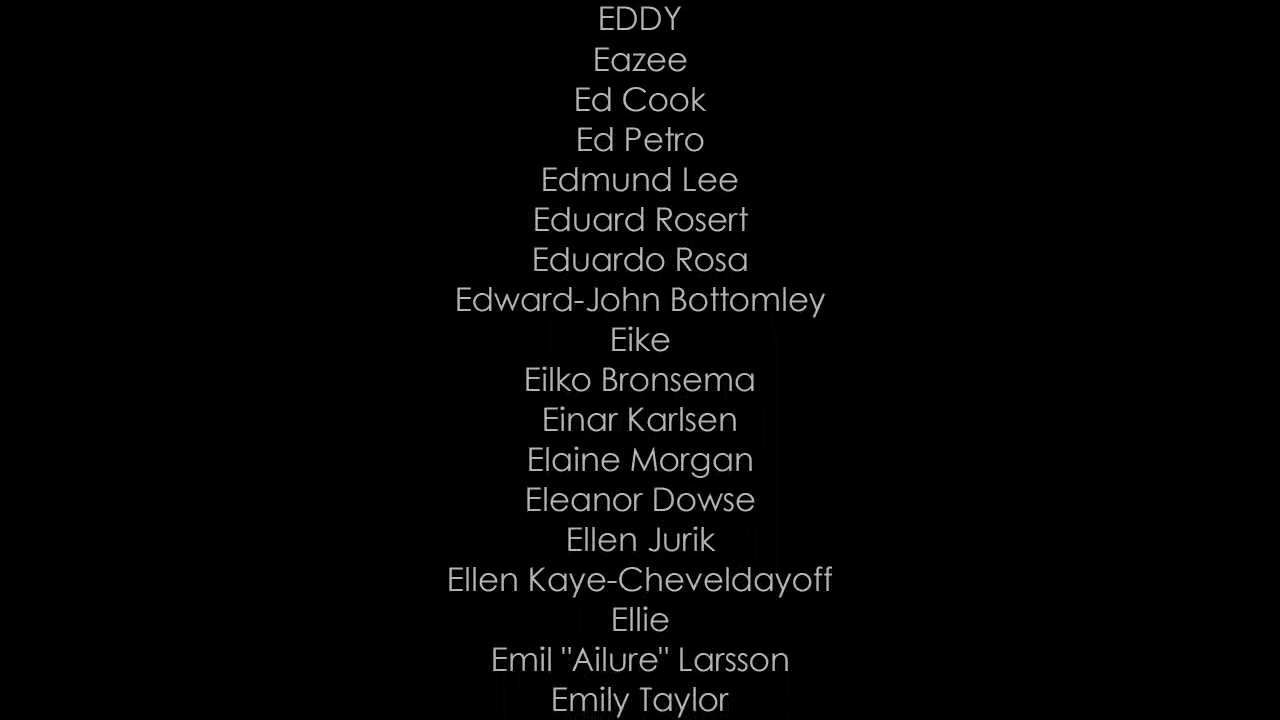 EDDY
Eazee
Ed Cook
Ed Petro
Edmund Lee
Eduard Rosert
Eduardo Rosa
Edward-John Bottomley
Eike
Eilko Bronsema
Einar Karlsen
Elaine Morgan
Eleanor Dowse
Ellen Jurik
Ellen Kaye-Cheveldayoff
Ellie
Emil "Ailure" Larsson
Emily Taylor